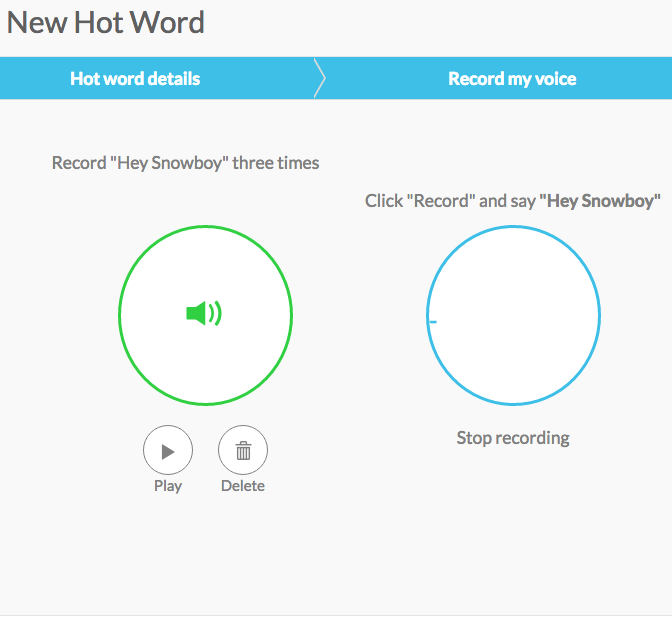 New Hot Word
Hot word details
Record my voice
Record "Hey Snowboy" three times
Click "Record" and say "Hey Snowboy"
Stop recording
Play
Delete